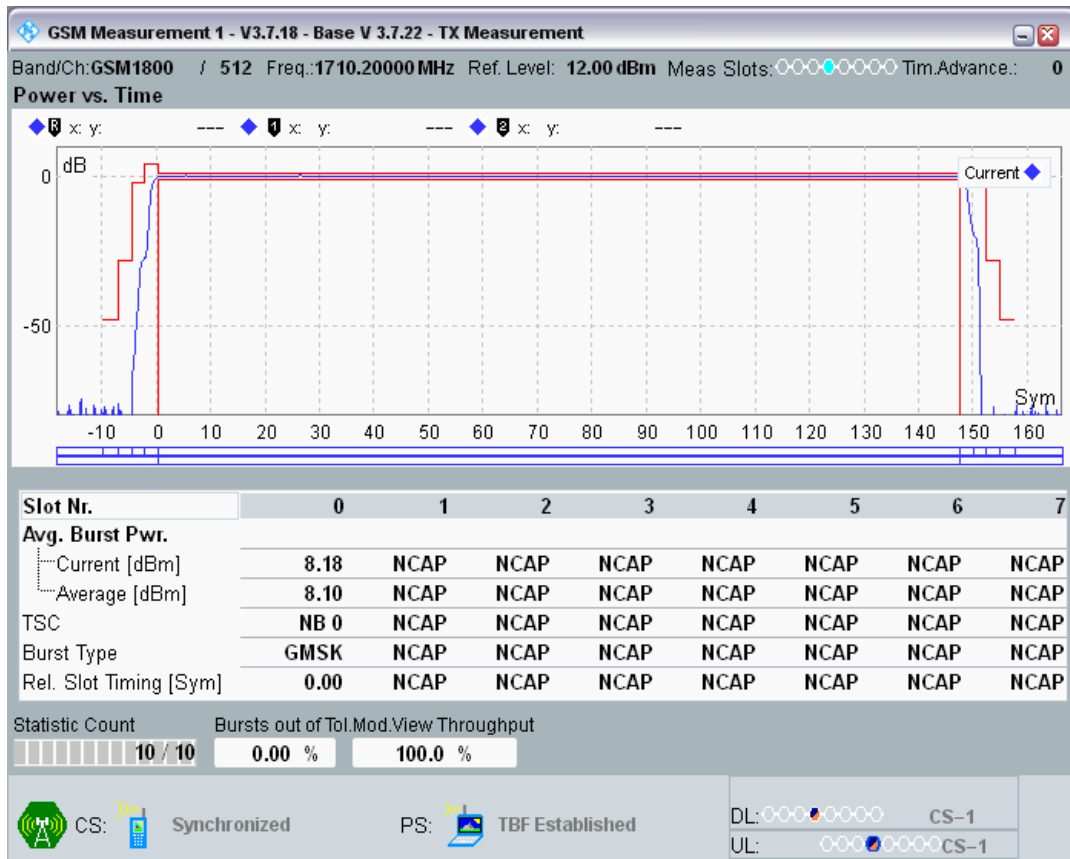 GSM Measurement 1 - V3.7.18 - Base V 3.7.22 - TX Measurement
Band/Ch:GSM1800 / 512 Freq.:1710.20000 MHz Ref. Level: 12.00 dBm Meas Slots: Tim.Advance.: 0
Power vs. Time
R x: y: --- 1 x: y: --- 2 x: y: ---
dB
Current
0
-50
Sym
-10 0 10 20 30 40 50 60 70 80 90 100 110 120 130 140 150 160
Slot Nr. 0 1 2 3 4 5 6 7
Avg. Burst Pwr.
Current [dBm] 8.18 NCAP NCAP NCAP NCAP NCAP NCAP NCAP
Average [dBm] 8.10 NCAP NCAP NCAP NCAP NCAP NCAP NCAP
TSC NB 0 NCAP NCAP NCAP NCAP NCAP NCAP NCAP
Burst Type GMSK NCAP NCAP NCAP NCAP NCAP NCAP NCAP
Rel. Slot Timing [Sym] 0.00 NCAP NCAP NCAP NCAP NCAP NCAP NCAP
Statistic Count Bursts out of Tol. Mod.View Throughput
10 / 10 0.00 % 100.0 %
CS: Synchronized PS: TBF Established
DL: CS-1
UL: CS-1